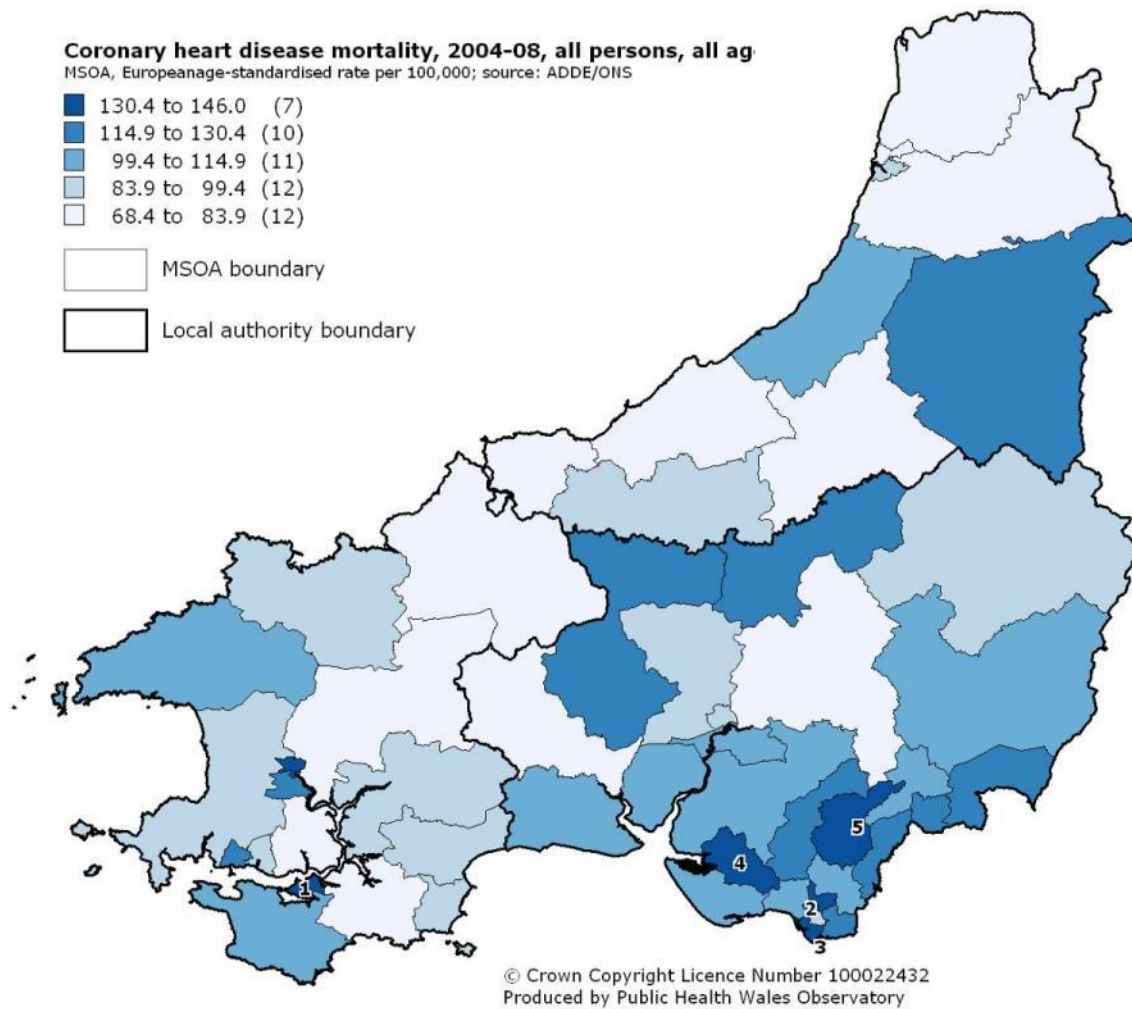 Coronary heart disease mortality, 2004-08, all persons, all ag
MSOA, Europeanage-standardised rate per 100,000; source: ADDE/ONS
130.4 to 146.0 (7)
114.9 to 130.4 (10)
99.4 to 114.9 (11)
83.9 to 99.4 (12)
68.4 to 83.9 (12)
MSOA boundary
Local authority boundary
5
4
1
2
3
© Crown Copyright Licence Number 100022432
Produced by Public Health Wales Observatory